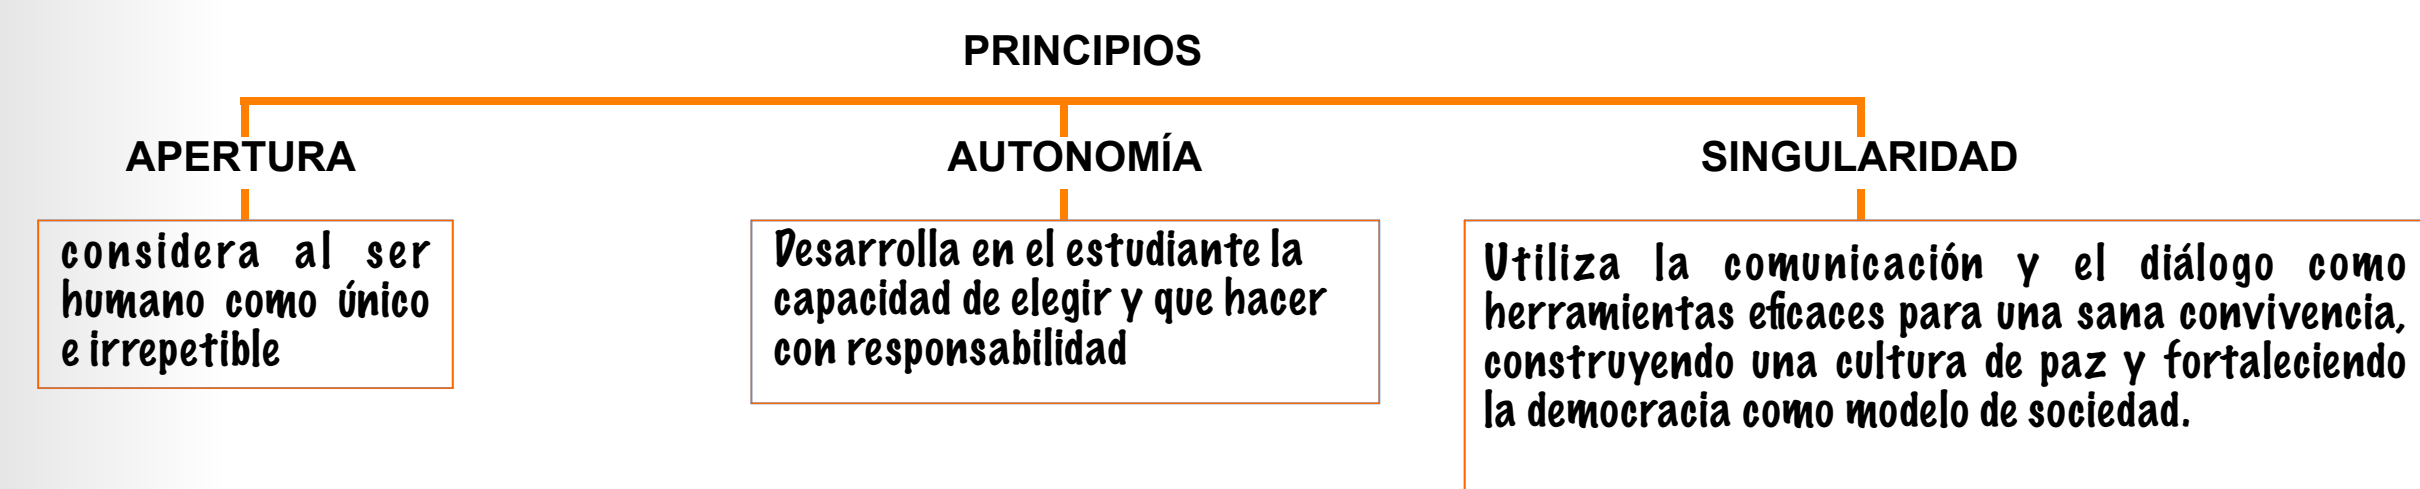 PRINCIPIOS
APERTURA
AUTONOMÍA
SINGULARIDAD
considera al ser
humano como único
e irrepetible
Desarrolla en el estudiante la
capacidad de elegir y que hacer
con responsabilidad
Utiliza la comunicación y el diálogo como
herramientas eficaces para una sana convivencia,
construyendo una cultura de paz y fortaleciendo
la democracia como modelo de sociedad.